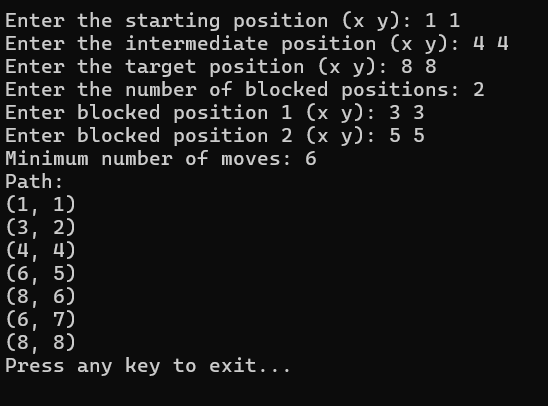 Enter the starting position (x y): 1 1
Enter the intermediate position (x y): 4 4
Enter the target position (x y): 8 8
Enter the number of blocked positions: 2
Enter blocked position 1 (x y): 3 3
Enter blocked position 2 (x y): 5 5
Minimum number of moves: 6
Path:
(1, 1)
(3, 2)
(4, 4)
(6, 5)
(8, 6)
(6, 7)
(8, 8)
Press any key to exit...